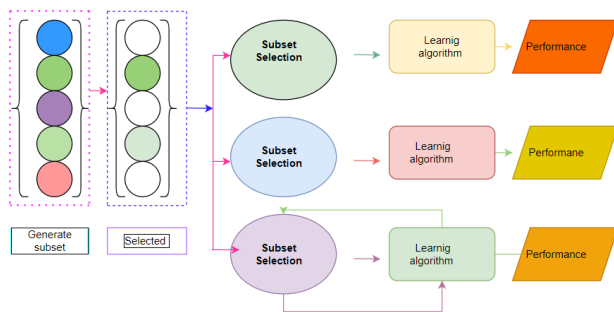 Subset
Selection
Learnig
algorithm
Performance
Subset
Selection
Learnig
algorithm
Performane
Generate
subset
Selected
Subset
Selection
Learnig
algorithm
Performance